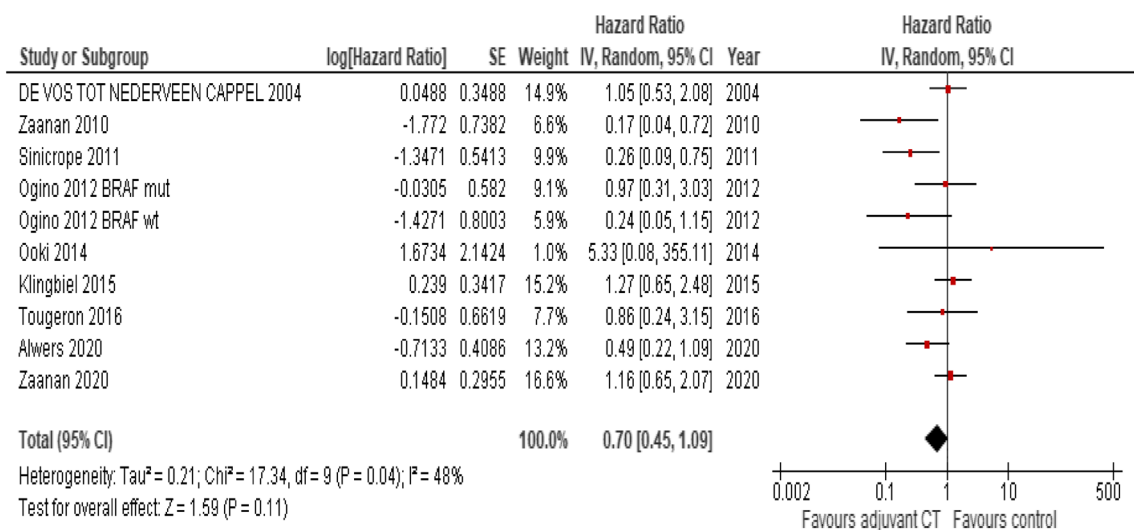 Hazard Ratio Hazard Ratio
Study or Subgroup log[Hazard Ratio] SE Weight IV, Random, 95% CI Year IV, Random, 95% CI
DE VOS TOT NEDERVEEN CAPPEL 2004 0.0488 0.3488 14.9% 1.05 [0.53, 2.08] 2004
Zaanan 2010 -1.772 0.7382 6.6% 0.17 [0.04, 0.72] 2010
Sinicrope 2011 -1.3471 0.5413 9.9% 0.26 [0.09, 0.75] 2011
Ogino 2012 BRAF mut -0.0305 0.582 9.1% 0.97 [0.31, 3.03] 2012
Ogino 2012 BRAF wt -1.4271 0.8003 5.9% 0.24 [0.05, 1.15] 2012
Ooki 2014 1.6734 2.1424 1.0% 5.33 [0.08, 355.11] 2014
Klingbiel 2015 0.239 0.3417 15.2% 1.27 [0.65, 2.48] 2015
Tougeron 2016 -0.1508 0.6619 7.7% 0.86 [0.24, 3.15] 2016
Alwers 2020 -0.7133 0.4086 13.2% 0.49 [0.22, 1.09] 2020
Zaanan 2020 0.1484 0.2955 16.6% 1.16 [0.65, 2.07] 2020
Total (95% CI) 100.0% 0.70 [0.45, 1.09]
Heterogeneity: Tau² = 0.21; Chi² = 17.34, df = 9 (P = 0.04); I² = 48%
Test for overall effect: Z = 1.59 (P = 0.11)
0.002 0.1 1 10 500
Favours adjuvant CT Favours control